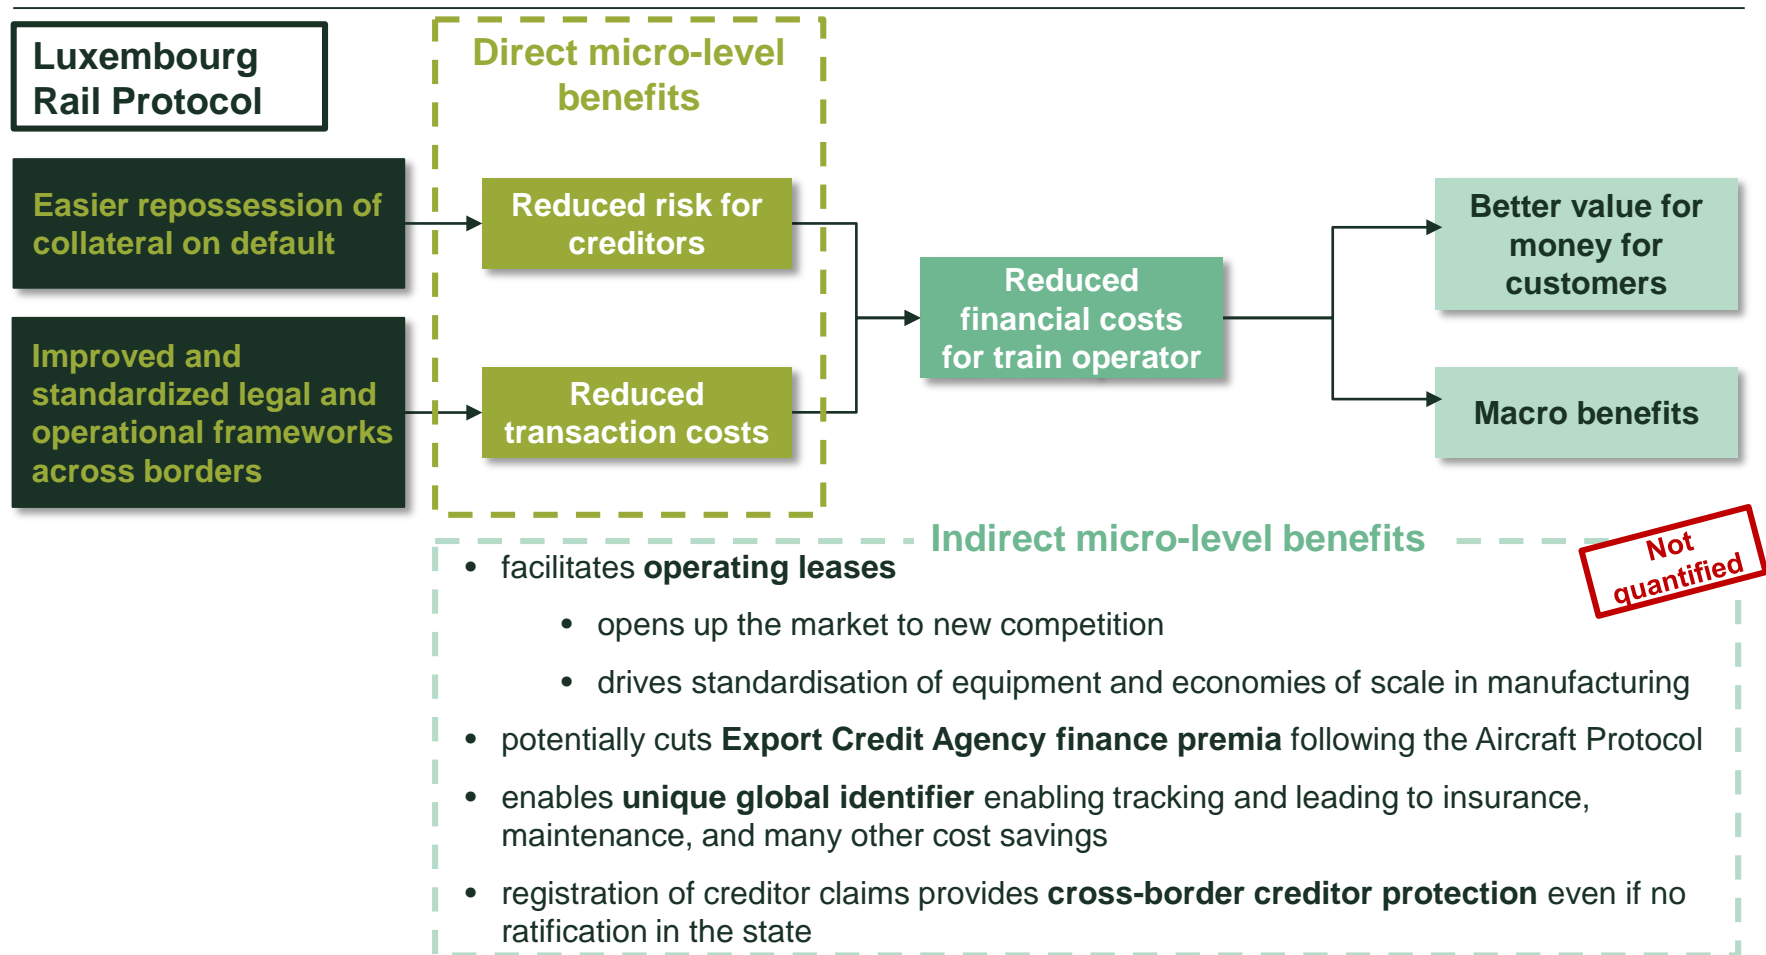 Luxembourg
Rail Protocol
Direct micro-level
benefits
Easier repossession of
collateral on default
Reduced risk for
creditors
Improved and
standardized legal and
operational frameworks
across borders
Reduced
transaction costs
Reduced
financial costs
for train operator
Better value for
money for
customers
Macro benefits
Indirect micro-level benefits
Not
quantified
• facilitates operating leases
• opens up the market to new competition
• drives standardisation of equipment and economies of scale in manufacturing
• potentially cuts Export Credit Agency finance premia following the Aircraft Protocol
• enables unique global identifier enabling tracking and leading to insurance,
maintenance, and many other cost savings
• registration of creditor claims provides cross-border creditor protection even if no
ratification in the state